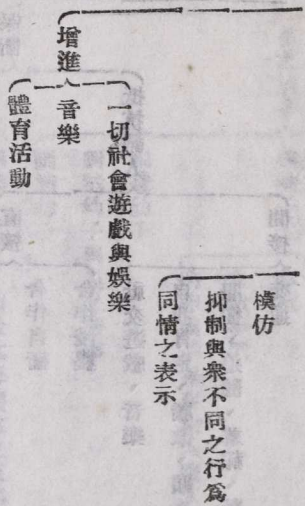 模仿
抑制與衆不同之行爲
同情之表示
增進
一切社會遊戲與娛樂
音樂
體育活動